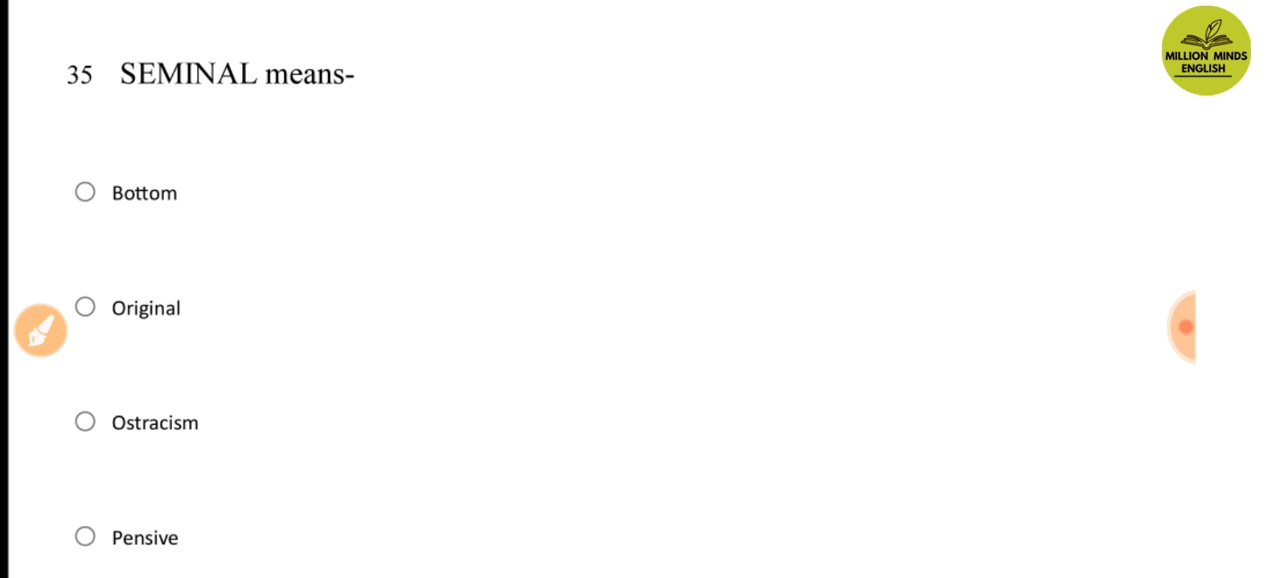 MILLION MINDS
ENGLISH
35 SEMINAL means-
Bottom
Original
Ostracism
Pensive